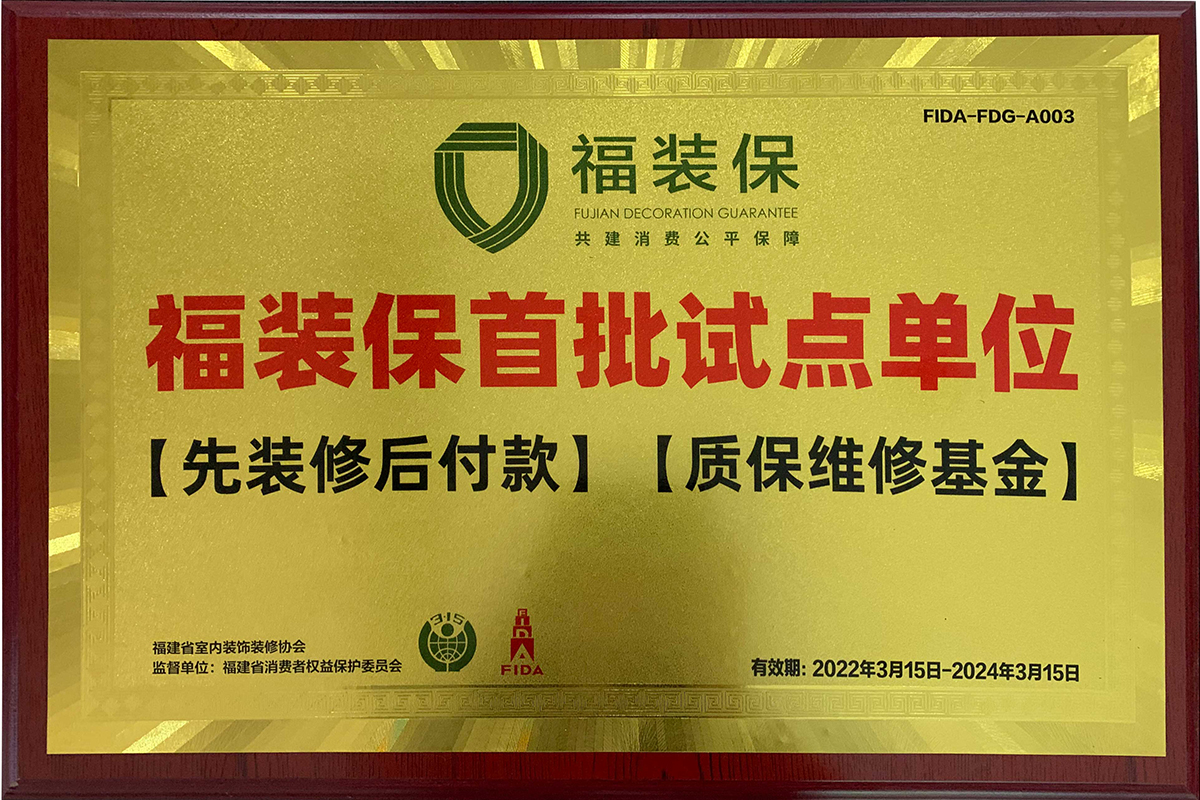 FIDA-FDG-A003
福装保
FUJIAN DECORATION GUARANTEE
共建消费公平保障
福装保首批试点单位
【先装修后付款】【质保维修基金】
福建省室内装饰装修协会
监督单位：福建省消费者权益保护委员会
3·15
FIDA
有效期：2022年3月15日-2024年3月15日